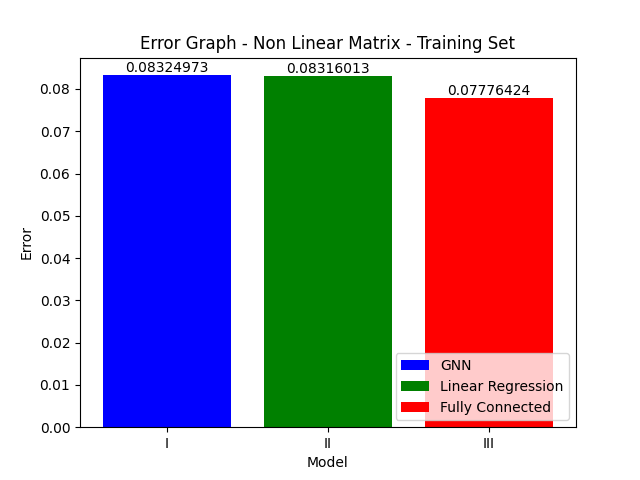 Error Graph - Non Linear Matrix - Training Set
0.08324973
0.08316013
0.07776424
0.08
0.07
0.06
0.05
0.04
0.03
0.02
0.01
0.00
Error
GNN
Linear Regression
Fully Connected
I
II
III
Model